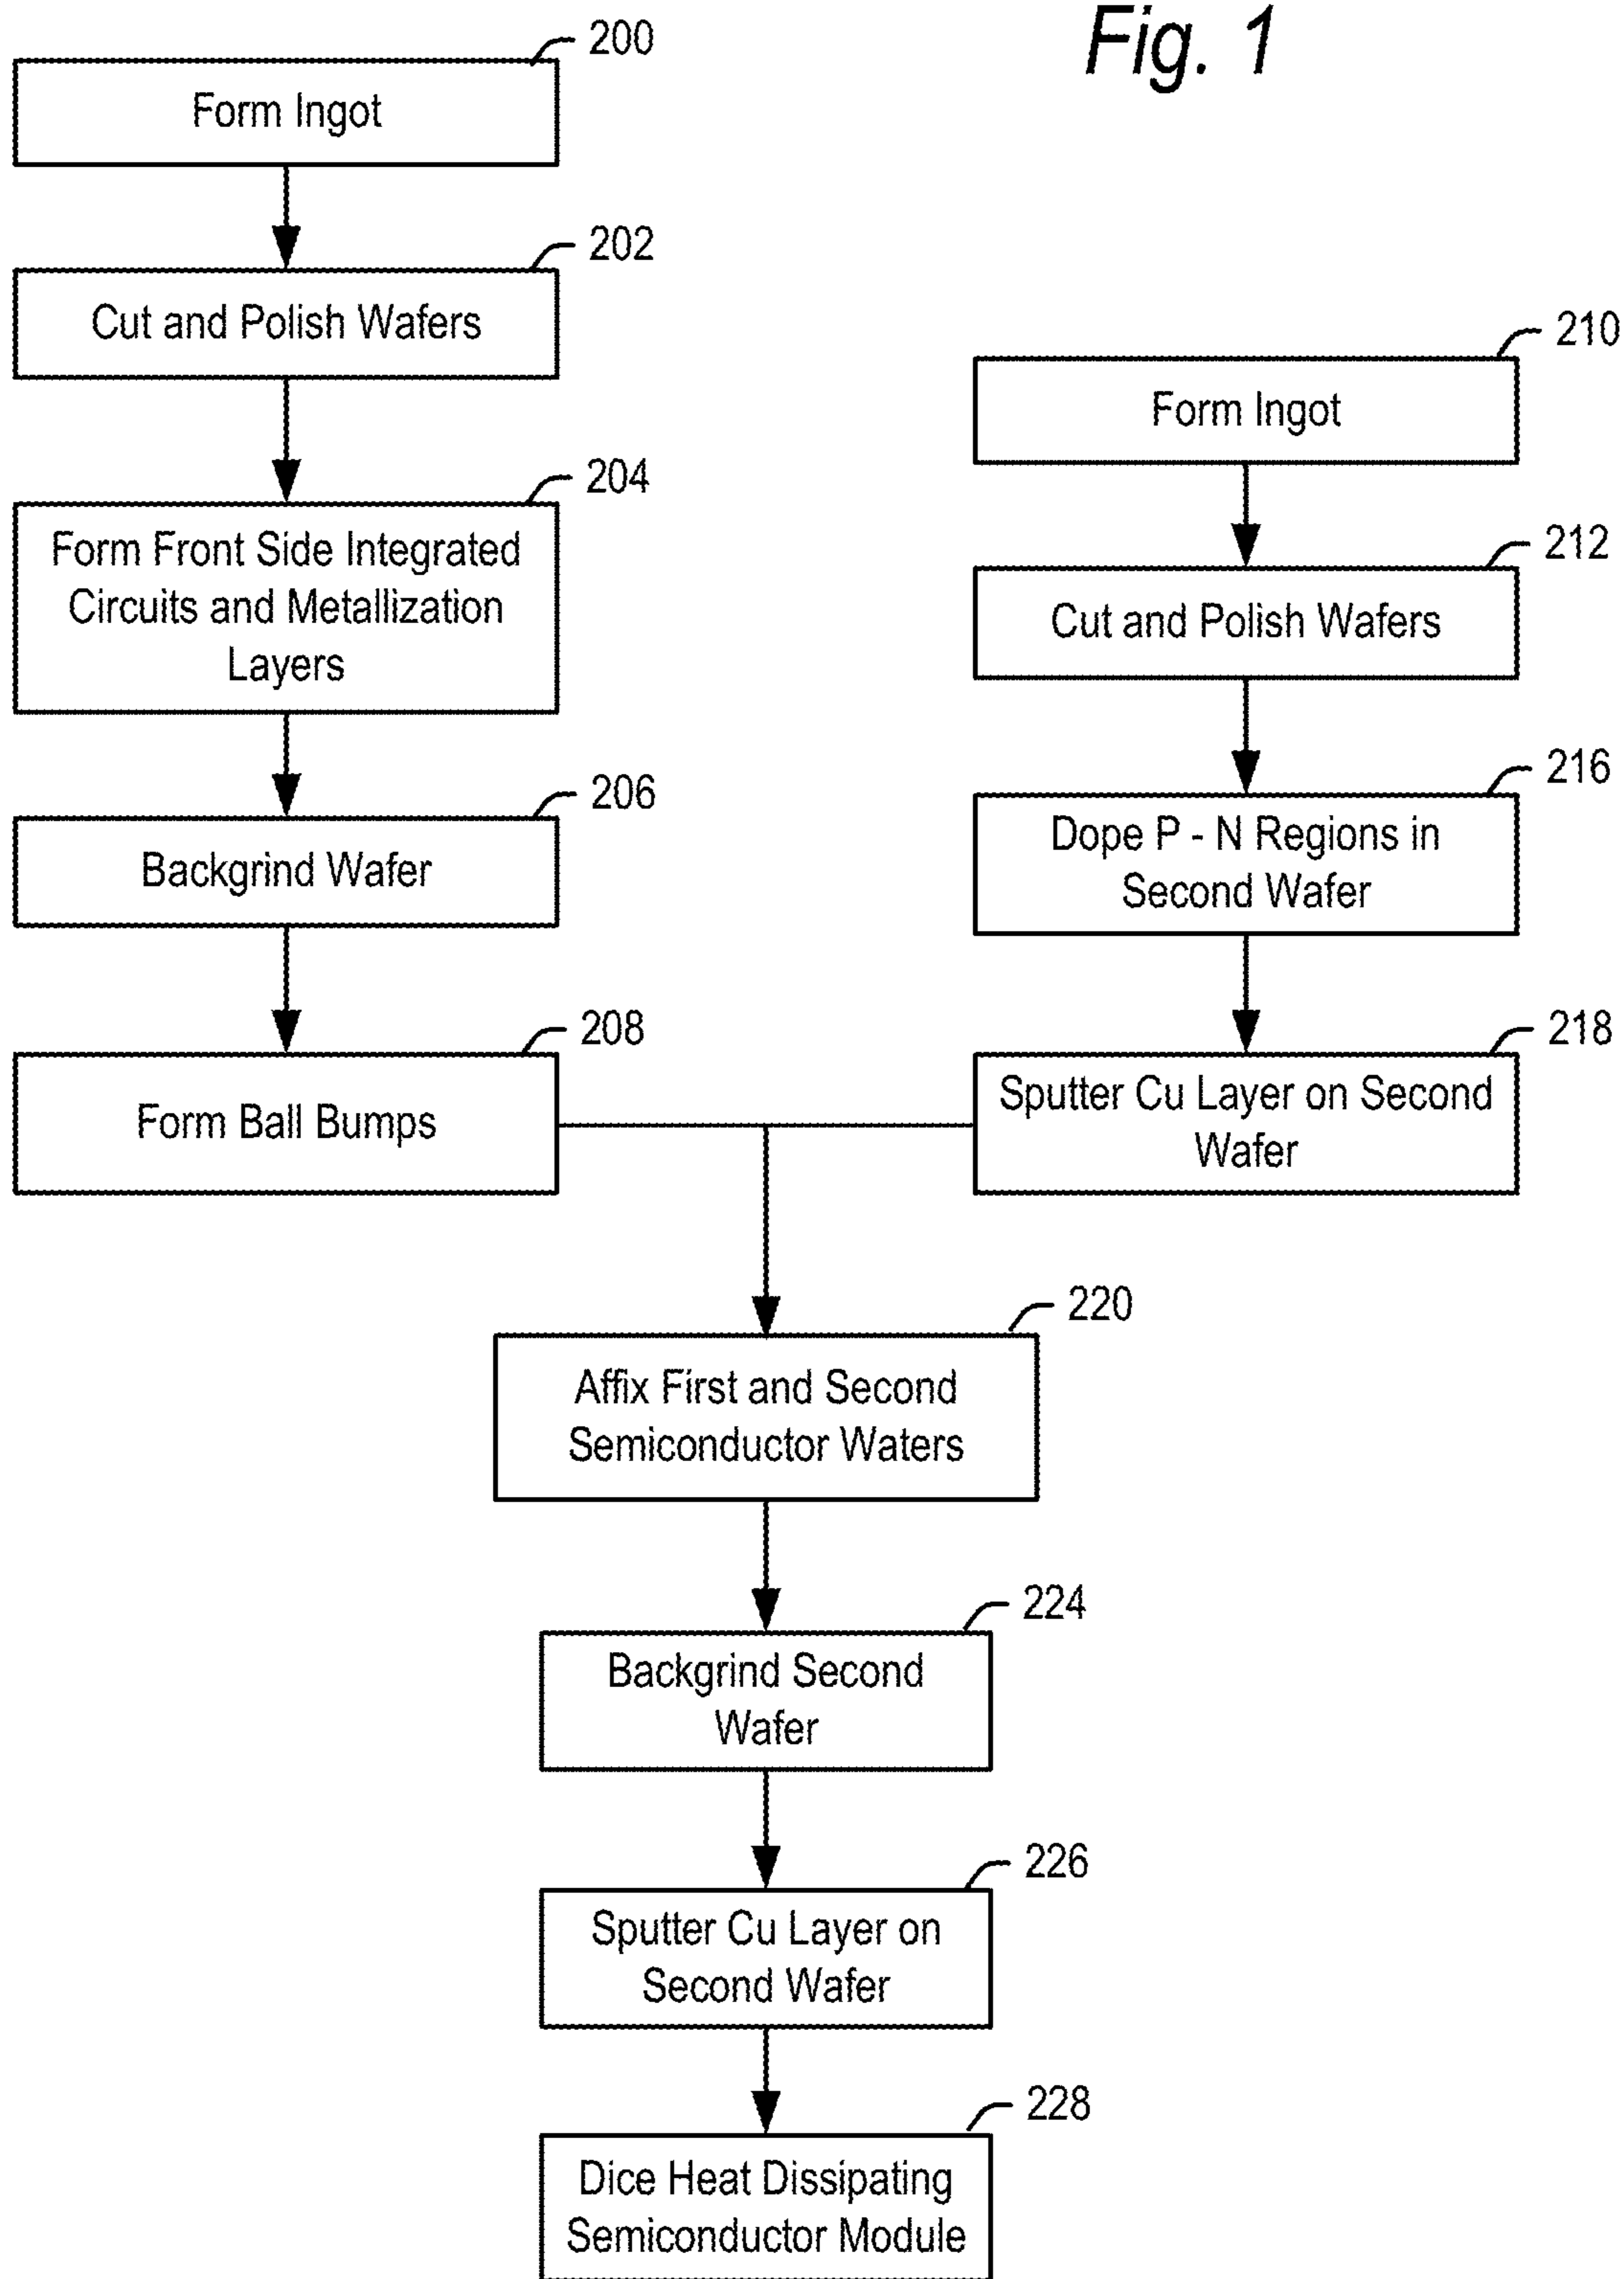 Fig. 1
200
Form Ingot
202
Cut and Polish Wafers
204
Form Front Side Integrated
Circuits and Metallization
Layers
206
Backgrind Wafer
208
Form Ball Bumps
210
Form Ingot
212
Cut and Polish Wafers
216
Dope P - N Regions in
Second Wafer
218
Sputter Cu Layer on Second
Wafer
220
Affix First and Second
Semiconductor Waters
224
Backgrind Second
Wafer
226
Sputter Cu Layer on
Second Wafer
228
Dice Heat Dissipating
Semiconductor Module